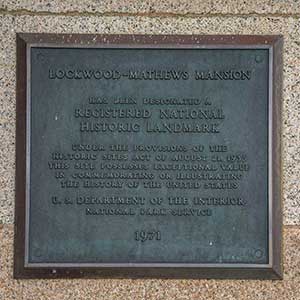 LOCKWOOD-MATHEWS MANSION
HAS BEEN DESIGNATED A
REGISTERED NATIONAL
HISTORIC LANDMARK
UNDER THE PROVISIONS OF THE
HISTORIC SITES ACT OF AUGUST 21, 1935
THIS SITE POSSESSES EXCEPTIONAL VALUE
IN COMMEMORATING OR ILLUSTRATING
THE HISTORY OF THE UNITED STATES
U. S. DEPARTMENT OF THE INTERIOR
NATIONAL PARK SERVICE
1971